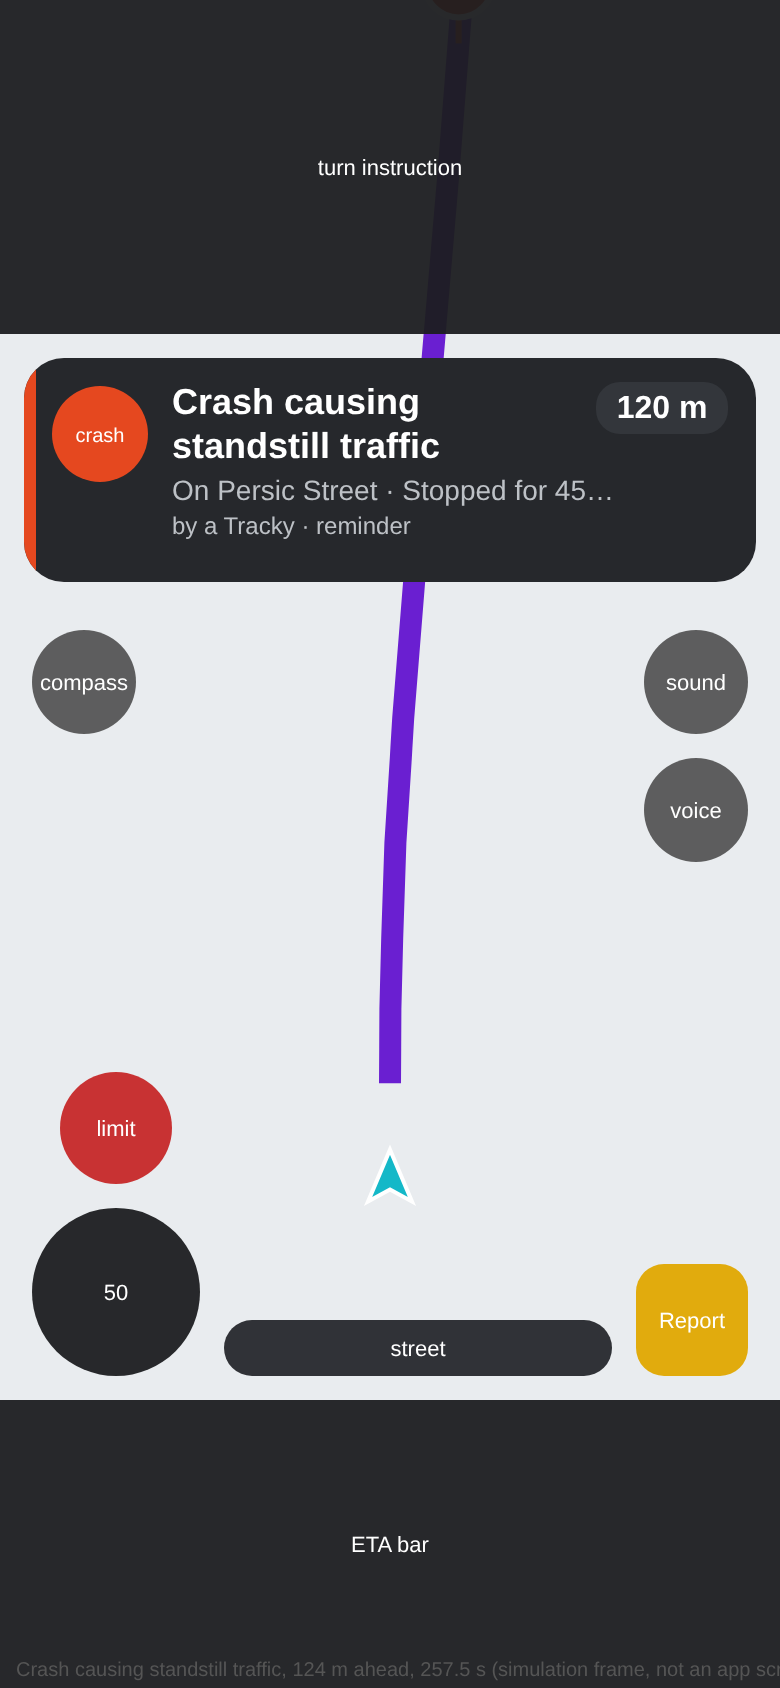 turn instruction
crash
Crash causing
standstill traffic
120 m
On Persic Street · Stopped for 45…
by a Tracky · reminder
compass
sound
voice
limit
50
street
Report
ETA bar
Crash causing standstill traffic, 124 m ahead, 257.5 s (simulation frame, not an app scr